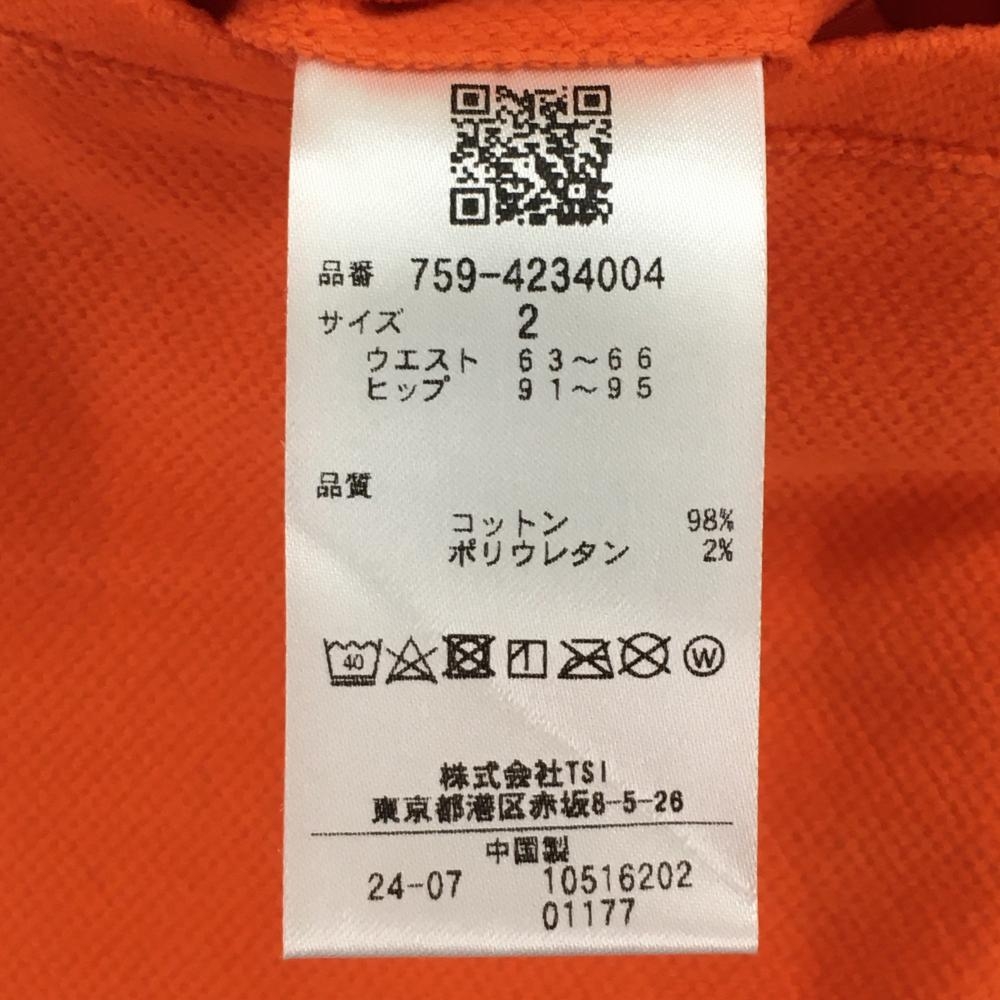 品番 759-4234004
サイズ 2
ウエスト 63～66
ヒップ 91～95
品質
コットン 98%
ポリウレタン 2%
40 W
株式会社TSI
東京都港区赤坂8-5-26
中国製
24-07 10516202
01177